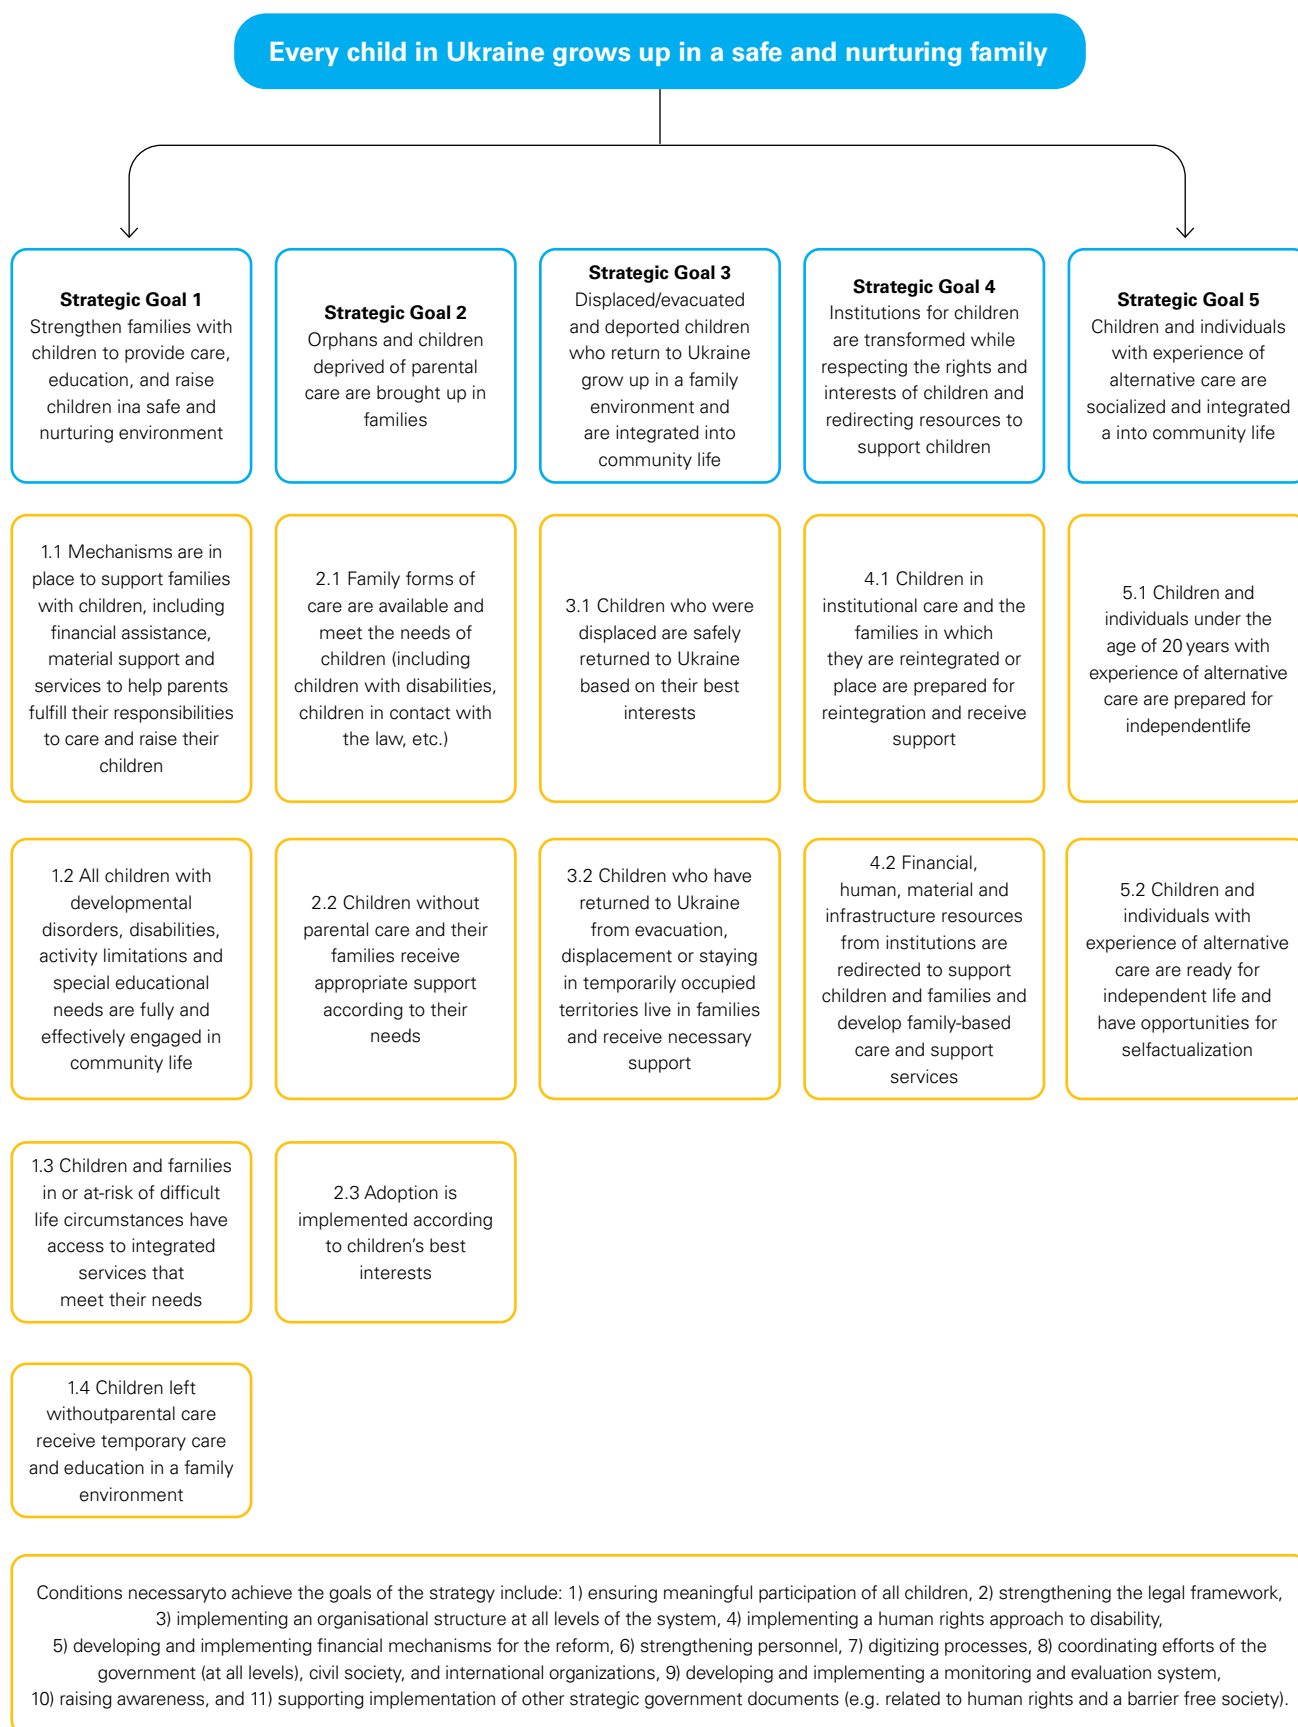 Every child in Ukraine grows up in a safe and nurturing family
Strategic Goal 1
Strengthen families with
children to provide care,
education, and raise
children ina safe and
nurturing environment
Strategic Goal 2
Orphans and children
deprived of parental
care are brought up in
families
Strategic Goal 3
Displaced/evacuated
and deported children
who return to Ukraine
grow up in a family
environment and
are integrated into
community life
Strategic Goal 4
Institutions for children
are transformed while
respecting the rights and
interests of children and
redirecting resources to
support children
Strategic Goal 5
Children and individuals
with experience of
alternative care are
socialized and integrated
a into community life
1.1 Mechanisms are in
place to support families
with children, including
financial assistance,
material support and
services to help parents
fulfill their responsibilities
to care and raise their
children
2.1 Family forms of
care are available and
meet the needs of
children (including
children with disabilities,
children in contact with
the law, etc.)
3.1 Children who were
displaced are safely
returned to Ukraine
based on their best
interests
4.1 Children in
institutional care and the
families in which
they are reintegrated or
place are prepared for
reintegration and receive
support
5.1 Children and
individuals under the
age of 20 years with
experience of alternative
care are prepared for
independentlife
1.2 All children with
developmental
disorders, disabilities,
activity limitations and
special educational
needs are fully and
effectively engaged in
community life
2.2 Children without
parental care and their
families receive
appropriate support
according to their
needs
3.2 Children who have
returned to Ukraine
from evacuation,
displacement or staying
in temporarily occupied
territories live in families
and receive necessary
support
4.2 Financial,
human, material and
infrastructure resources
from institutions are
redirected to support
children and families and
develop family-based
care and support
services
5.2 Children and
individuals with
experience of alternative
care are ready for
independent life and
have opportunities for
selfactualization
1.3 Children and farnilies
in or at-risk of difficult
life circumstances have
access to integrated
services that
meet their needs
2.3 Adoption is
implemented according
to children's best
interests
1.4 Children left
withoutparental care
receive temporary care
and education in a family
environment
Conditions necessaryto achieve the goals of the strategy include: 1) ensuring meaningful participation of all children, 2) strengthening the legal framework,
3) implementing an organisational structure at all levels of the system, 4) implementing a human rights approach to disability,
5) developing and implementing financial mechanisms for the reform, 6) strengthening personnel, 7) digitizing processes, 8) coordinating efforts of the
government (at all levels), civil society, and international organizations, 9) developing and implementing a monitoring and evaluation system,
10) raising awareness, and 11) supporting implementation of other strategic government documents (e.g. related to human rights and a barrier free society).